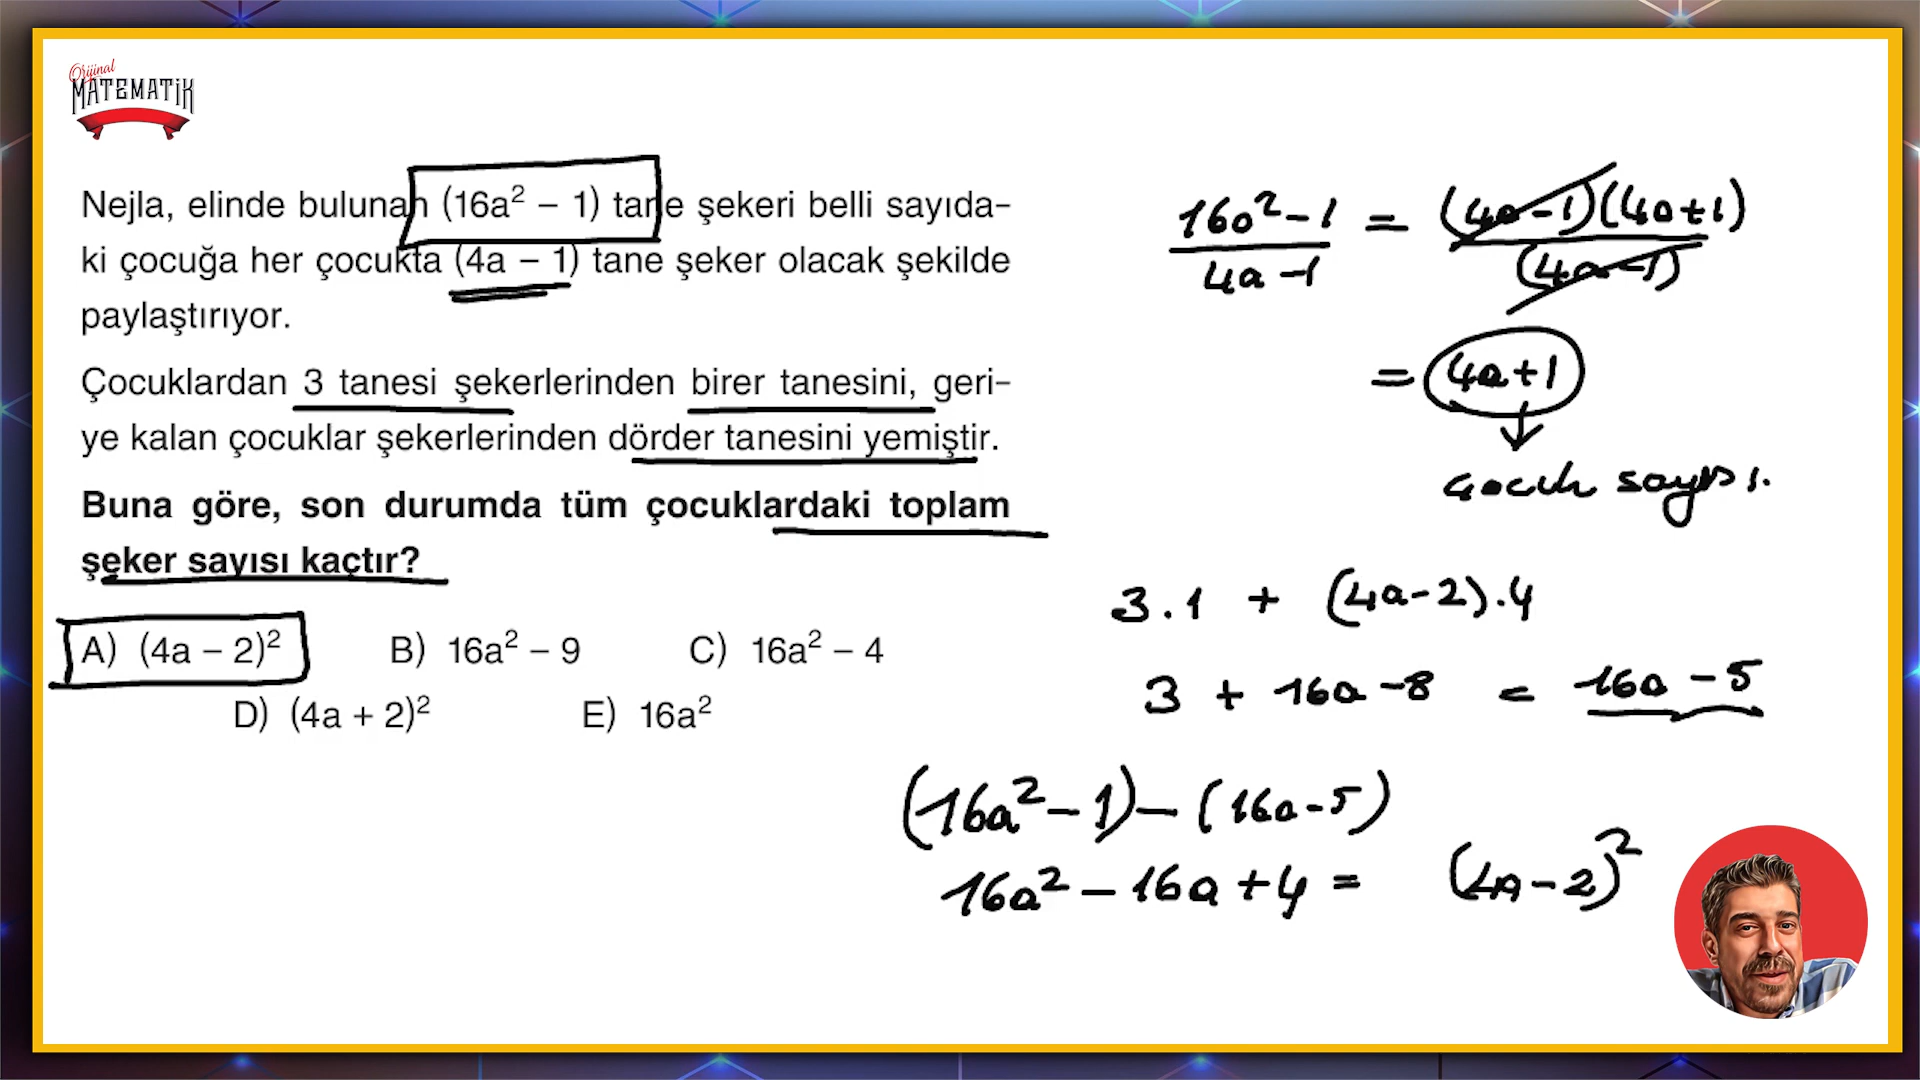 Orijinal
MATEMATİK
Nejla, elinde bulunan (16a² − 1) tane şekeri belli sayıda-
ki çocuğa her çocukta (4a − 1) tane şeker olacak şekilde
paylaştırıyor.
Çocuklardan 3 tanesi şekerlerinden birer tanesini, geri-
ye kalan çocuklar şekerlerinden dörder tanesini yemiştir.
Buna göre, son durumda tüm çocuklardaki toplam
şeker sayısı kaçtır?
A) (4a − 2)² B) 16a² − 9 C) 16a² − 4
D) (4a + 2)² E) 16a²
16a² − 1 = (4a − 1)(4a + 1)
4a − 1 (4a − 1)
= 4a + 1
çocuk sayısı.
3 . 1 + (4a − 2) . 4
3 + 16a − 8 = 16a − 5
(16a² − 1) − (16a − 5)
16a² − 16a + 4 = (4a − 2)²